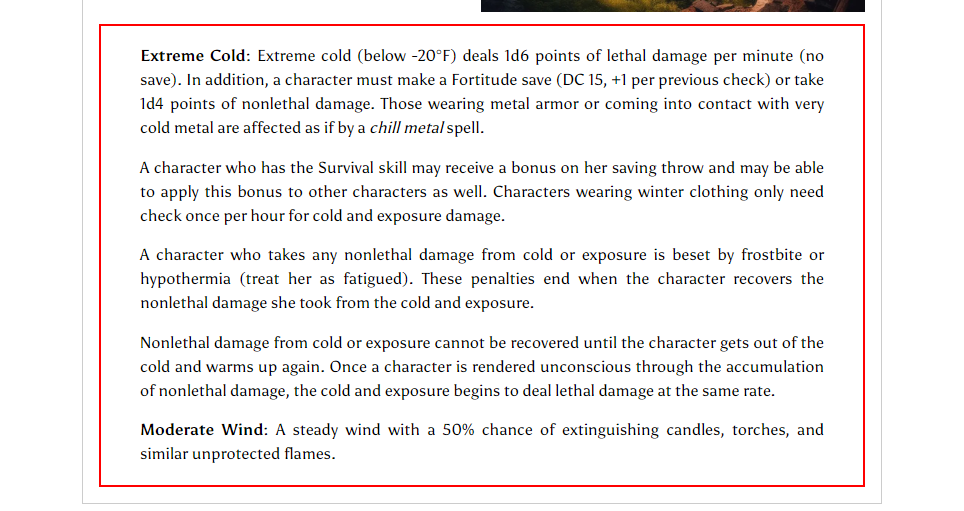 Extreme Cold: Extreme cold (below -20°F) deals 1d6 points of lethal damage per minute (no
save). In addition, a character must make a Fortitude save (DC 15, +1 per previous check) or take
1d4 points of nonlethal damage. Those wearing metal armor or coming into contact with very
cold metal are affected as if by a chill metal spell.
A character who has the Survival skill may receive a bonus on her saving throw and may be able
to apply this bonus to other characters as well. Characters wearing winter clothing only need
check once per hour for cold and exposure damage.
A character who takes any nonlethal damage from cold or exposure is beset by frostbite or
hypothermia (treat her as fatigued). These penalties end when the character recovers the
nonlethal damage she took from the cold and exposure.
Nonlethal damage from cold or exposure cannot be recovered until the character gets out of the
cold and warms up again. Once a character is rendered unconscious through the accumulation
of nonlethal damage, the cold and exposure begins to deal lethal damage at the same rate.
Moderate Wind: A steady wind with a 50% chance of extinguishing candles, torches, and
similar unprotected flames.